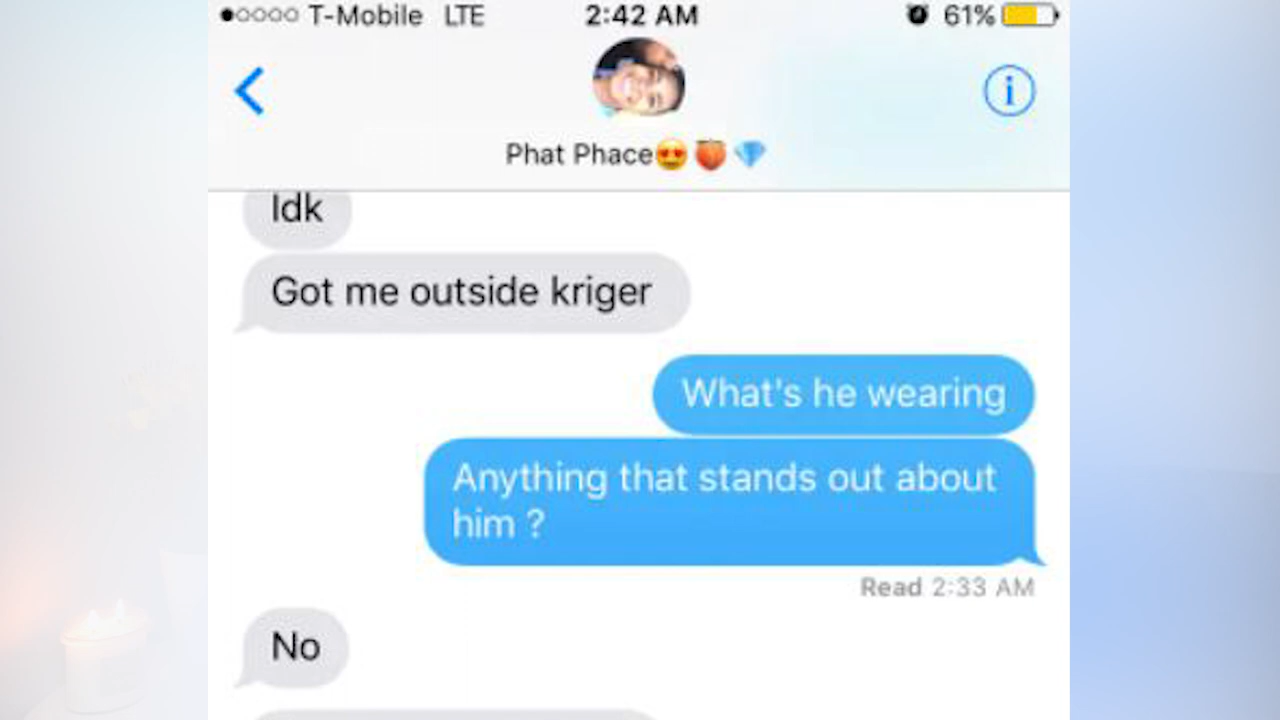 T-Mobile LTE 2:42 AM 61%
Phat Phace😍🍑💎
Idk
Got me outside kriger
What's he wearing
Anything that stands out about
him ?
Read 2:33 AM
No